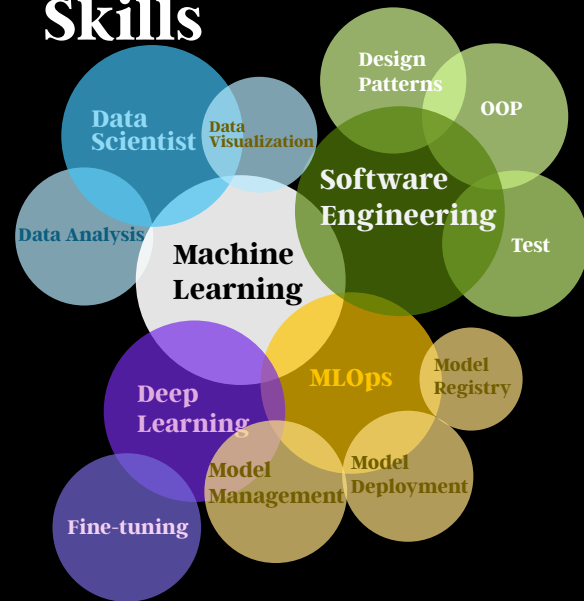 Skills
Design
Patterns
OOP
Data
Scientist
Data
Visualization
Software
Engineering
Data Analysis
Test
Machine
Learning
MLOps
Model
Registry
Deep
Learning
Model
Management
Model
Deployment
Fine-tuning